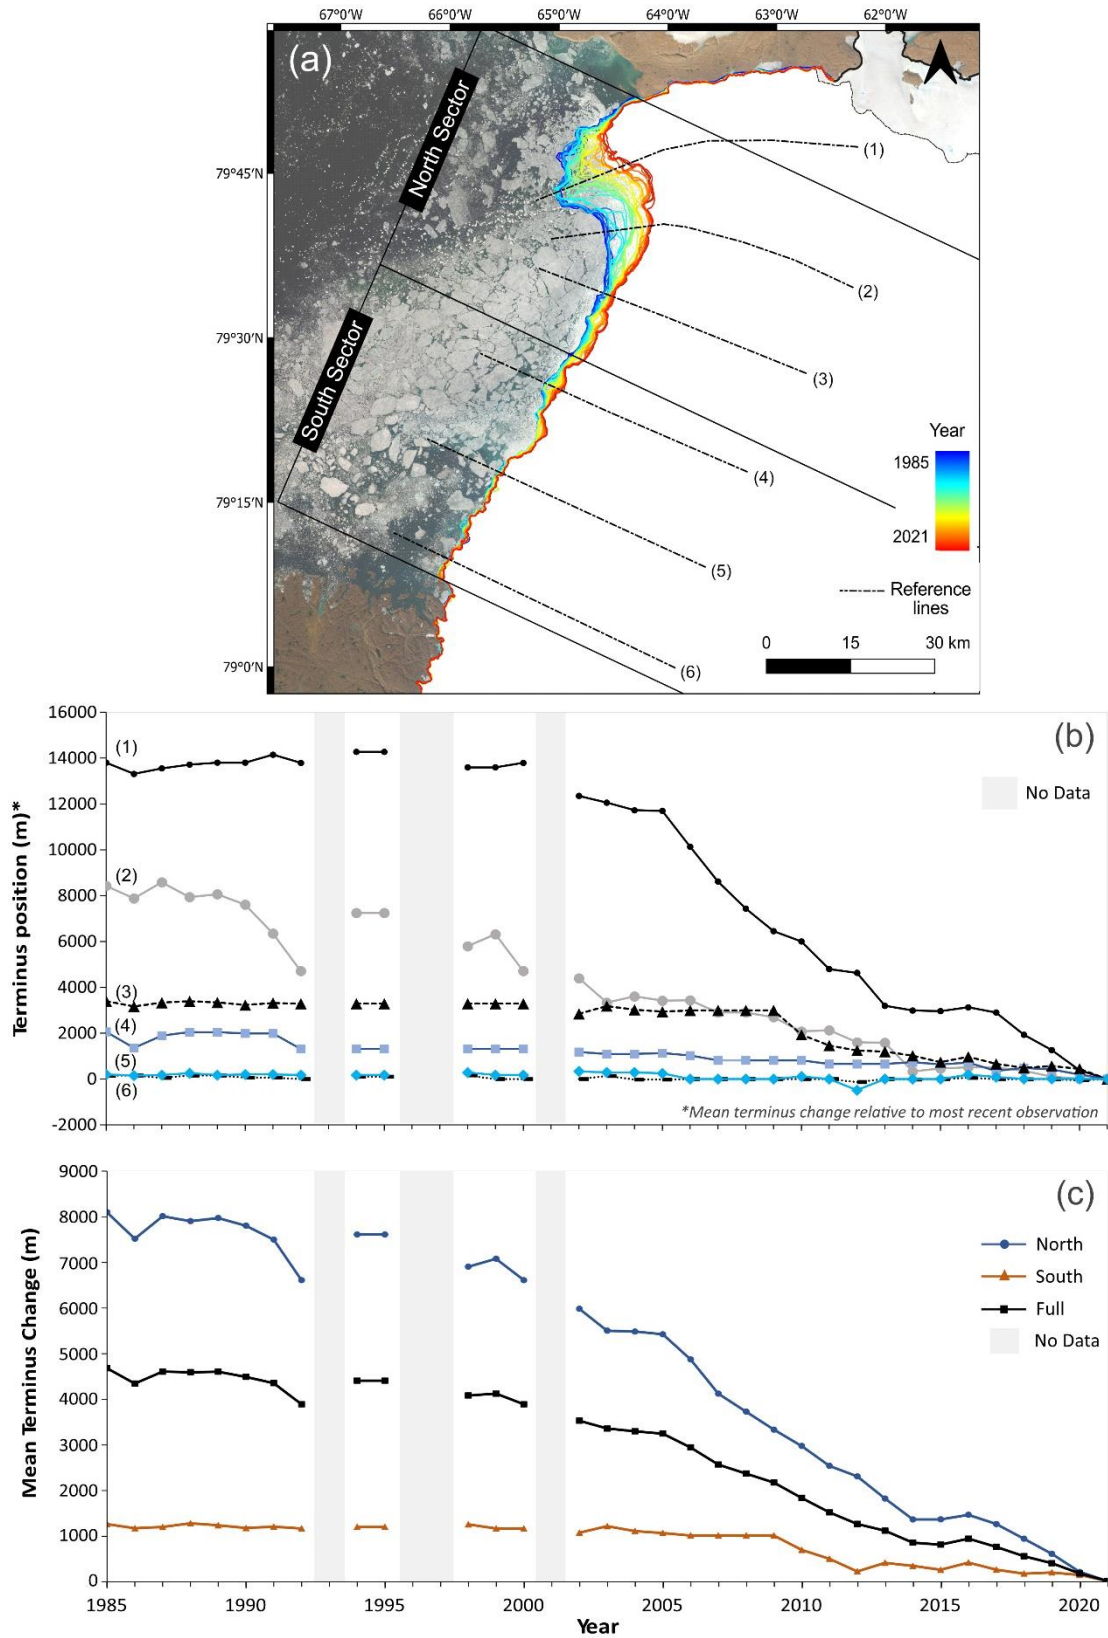 67°0′W 66°0′W 65°0′W 64°0′W 63°0′W 62°0′W
(a)
North Sector
79°45′N
(1)
(2)
79°30′N
South Sector
(3)
Year
1985
(4)
79°15′N
2021
(5)
Reference
lines
0 15 30 km
79°0′N
(6)
16000
(b)
(1)
14000
No Data
12000
Terminus position (m)*
10000
(2)
8000
6000
4000
(3)
2000
(4)
(5)
0
(6)
*Mean terminus change relative to most recent observation
-2000
9000
(c)
8000
North
7000
South
Full
6000
No Data
Mean Terminus Change (m)
5000
4000
3000
2000
1000
0
1985 1990 1995 2000 2005 2010 2015 2020
Year